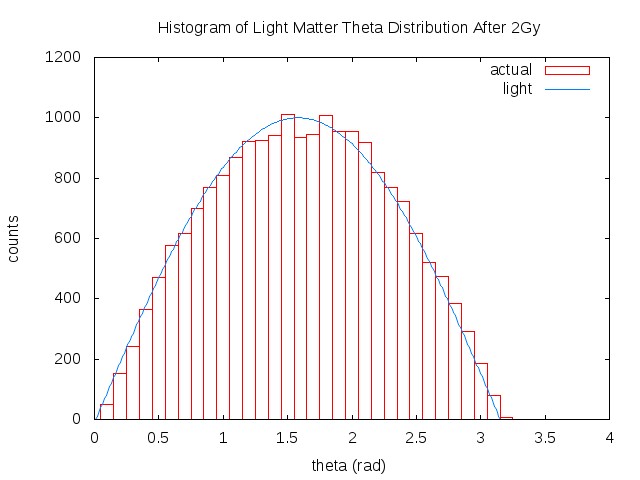 Histogram of Light Matter Theta Distribution After 2Gy
1200
1000
800
600
400
200
0
counts
actual
light
0 0.5 1 1.5 2 2.5 3 3.5 4
theta (rad)